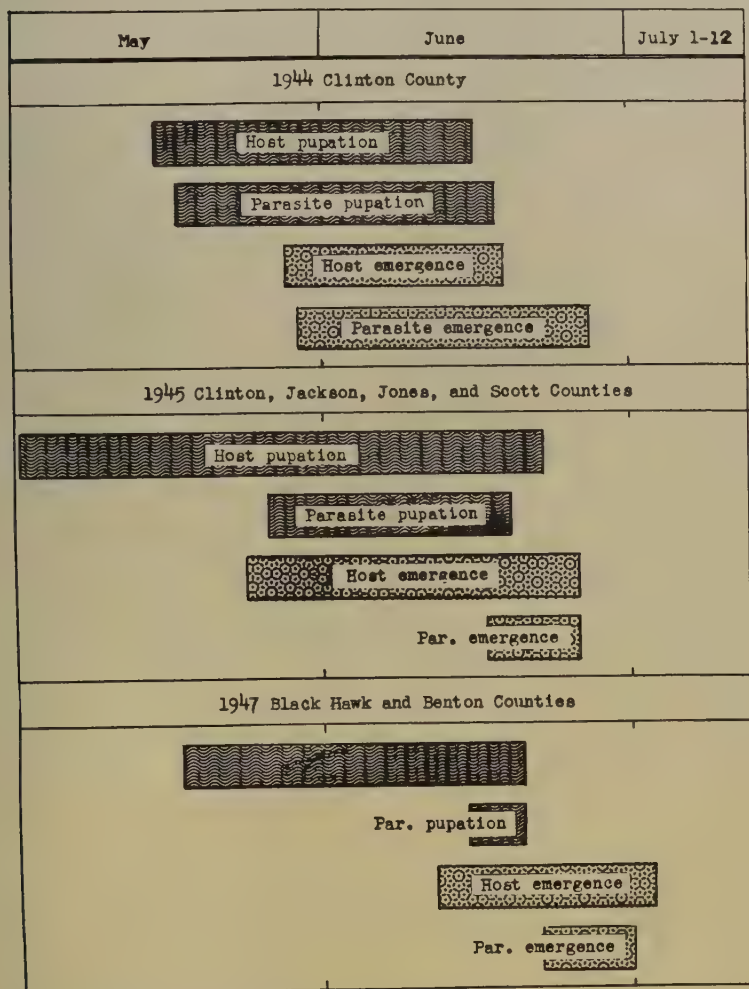 May June July 1-12
1944 Clinton County
Host pupation
Parasite pupation
Host emergence
Parasite emergence
1945 Clinton, Jackson, Jones, and Scott Counties
Host pupation
Parasite pupation
Host emergence
Par. emergence
1947 Black Hawk and Benton Counties
Par. pupation
Host emergence
Par. emergence